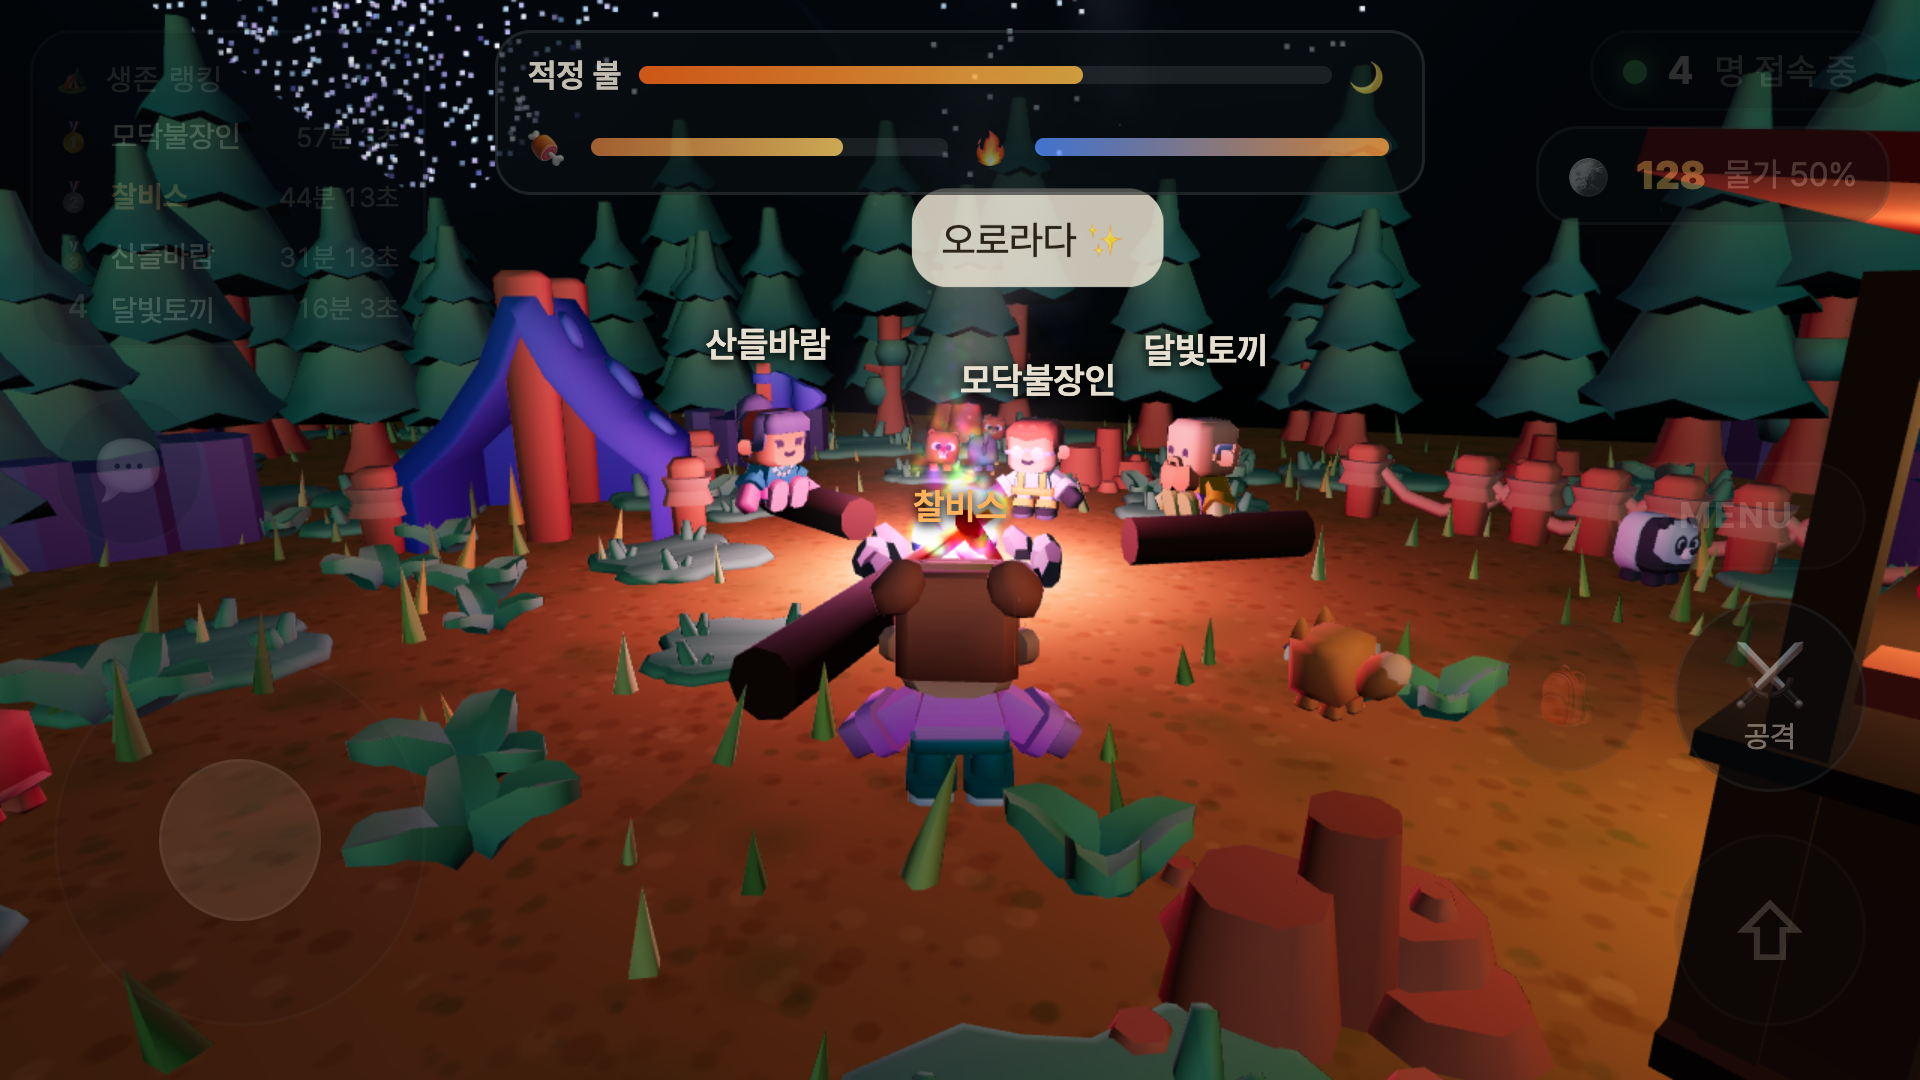 생존 랭킹
모닥불장인 57분 3초
찰비스 44분 13초
산들바람 31분 13초
4 달빛토끼 16분 3초
적정 불
4 명 접속 중
128 물가 50%
오로라다 ✨
산들바람
모닥불장인
달빛토끼
찰비스
MENU
공격